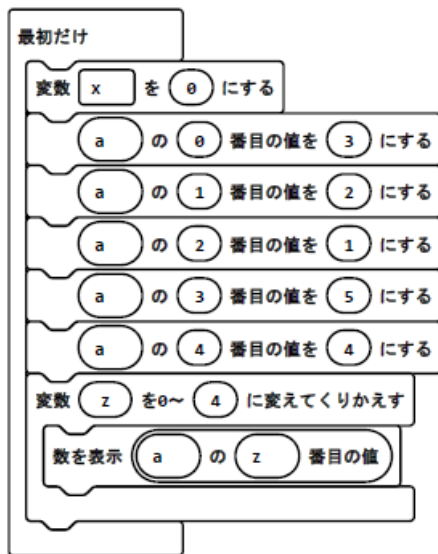 最初だけ
変数 x を 0 にする
a の 0 番目の値を 3 にする
a の 1 番目の値を 2 にする
a の 2 番目の値を 1 にする
a の 3 番目の値を 5 にする
a の 4 番目の値を 4 にする
変数 z を0～ 4 に変えてくりかえす
数を表示 a の z 番目の値